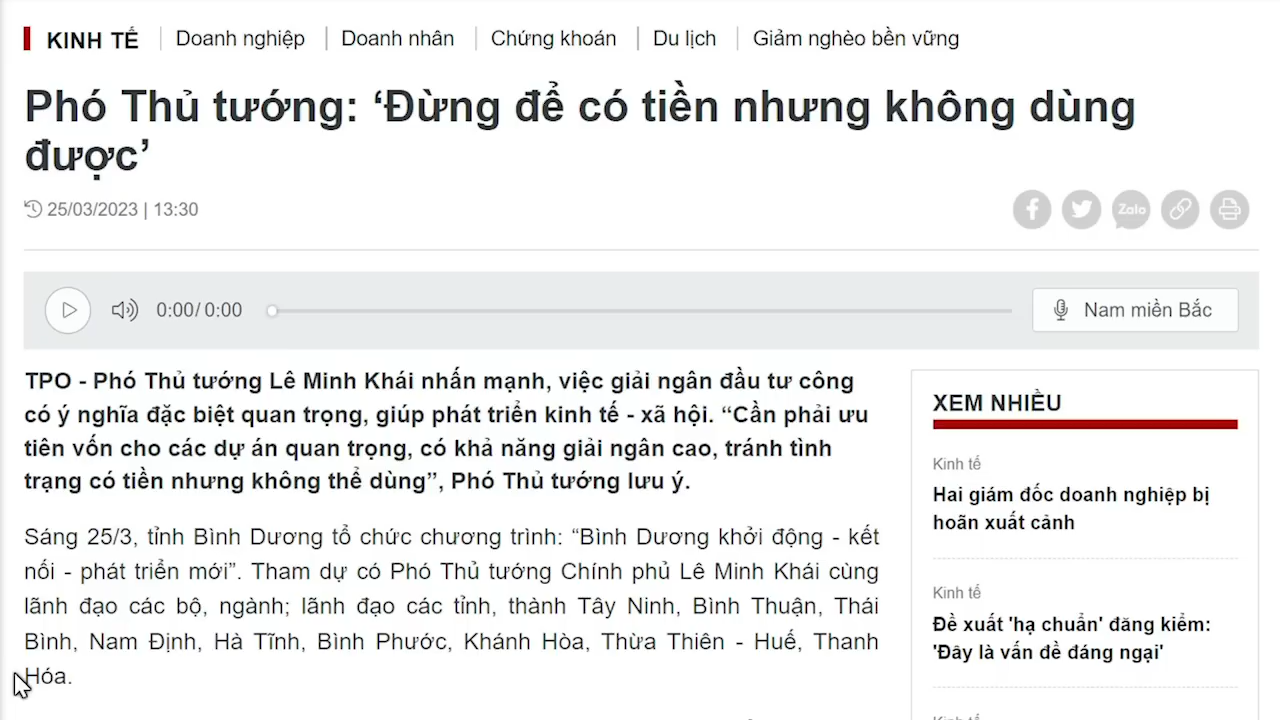 KINH TẾ Doanh nghiệp Doanh nhân Chứng khoán Du lịch Giảm nghèo bền vững
Phó Thủ tướng: ‘Đừng để có tiền nhưng không dùng
được’
25/03/2023 | 13:30
Zalo
0:00/ 0:00
Nam miền Bắc
TPO - Phó Thủ tướng Lê Minh Khái nhấn mạnh, việc giải ngân đầu tư công
có ý nghĩa đặc biệt quan trọng, giúp phát triển kinh tế - xã hội. “Cần phải ưu
tiên vốn cho các dự án quan trọng, có khả năng giải ngân cao, tránh tình
trạng có tiền nhưng không thể dùng”, Phó Thủ tướng lưu ý.
Sáng 25/3, tỉnh Bình Dương tổ chức chương trình: “Bình Dương khởi động - kết
nối - phát triển mới”. Tham dự có Phó Thủ tướng Chính phủ Lê Minh Khái cùng
lãnh đạo các bộ, ngành; lãnh đạo các tỉnh, thành Tây Ninh, Bình Thuận, Thái
Bình, Nam Định, Hà Tĩnh, Bình Phước, Khánh Hòa, Thừa Thiên - Huế, Thanh
Hóa.
XEM NHIỀU
Kinh tế
Hai giám đốc doanh nghiệp bị
hoãn xuất cảnh
Kinh tế
Đề xuất 'hạ chuẩn' đăng kiểm:
'Đây là vấn đề đáng ngại'